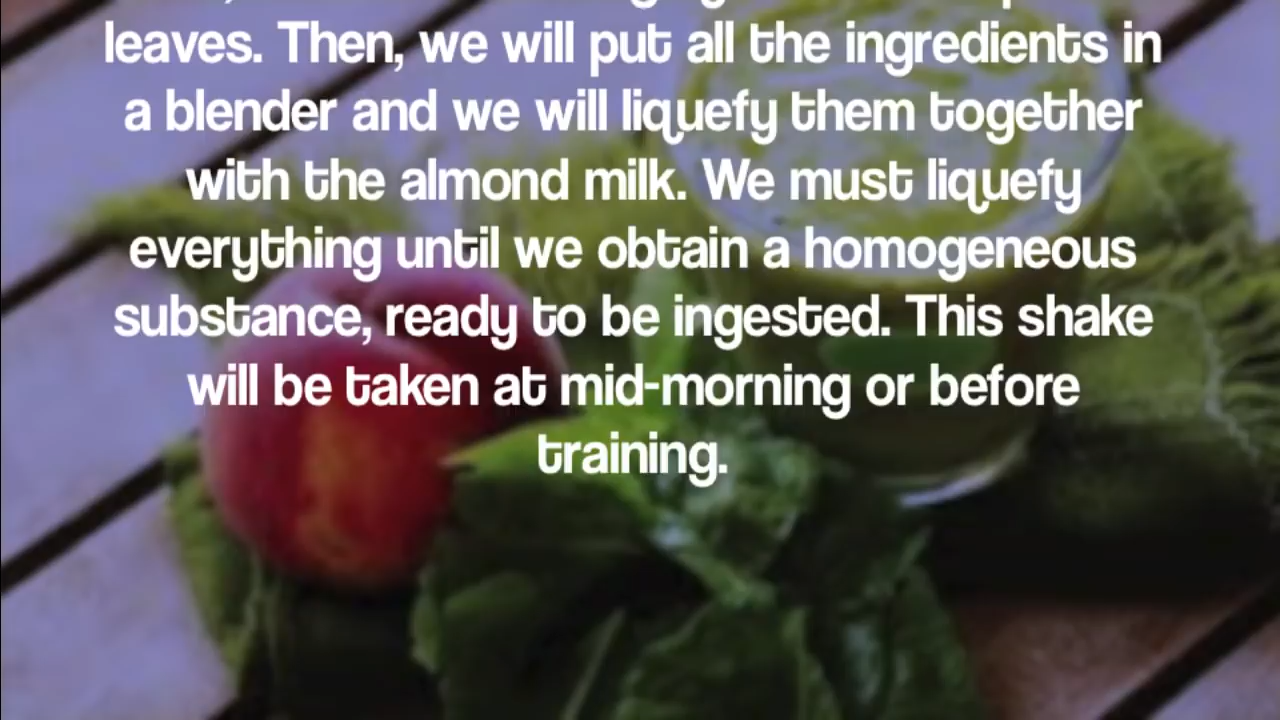 leaves. Then, we will put all the ingredients in
a blender and we will liquefy them together
with the almond milk. We must liquefy
everything until we obtain a homogeneous
substance, ready to be ingested. This shake
will be taken at mid-morning or before
training.